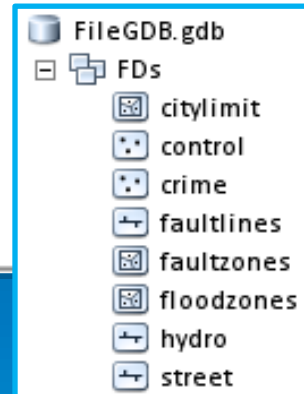 FileGDB.gdb
FDs
citylimit
control
crime
faultlines
faultzones
floodzones
hydro
street